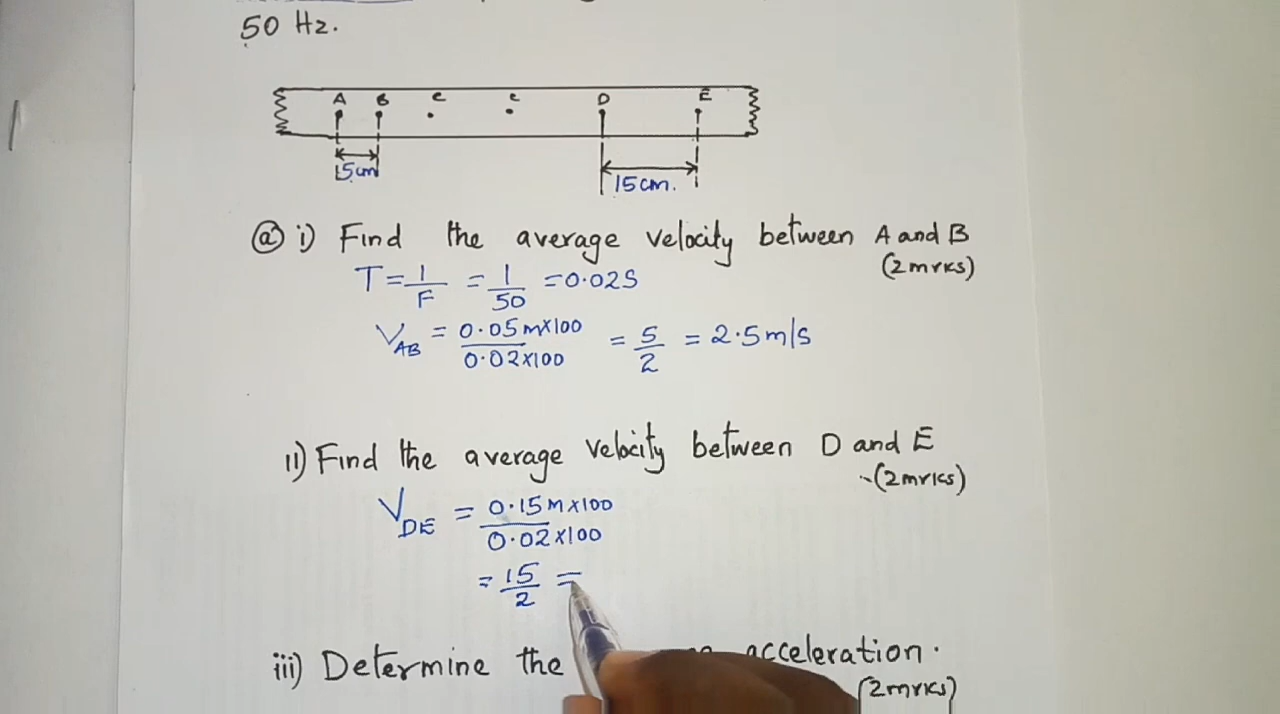 50 Hz.
A B c c D E
5cm 15cm.
@ i) Find the average velocity between A and B
(2mrks)
T = 1/F = 1/50 = 0.02S
V_AB = 0.05m×100 / 0.02×100 = 5/2 = 2.5m/s
ii) Find the average velocity between D and E
(2mrks)
V_DE = 0.15m×100 / 0.02×100
= 15/2 =
iii) Determine the acceleration.
(2mrks)